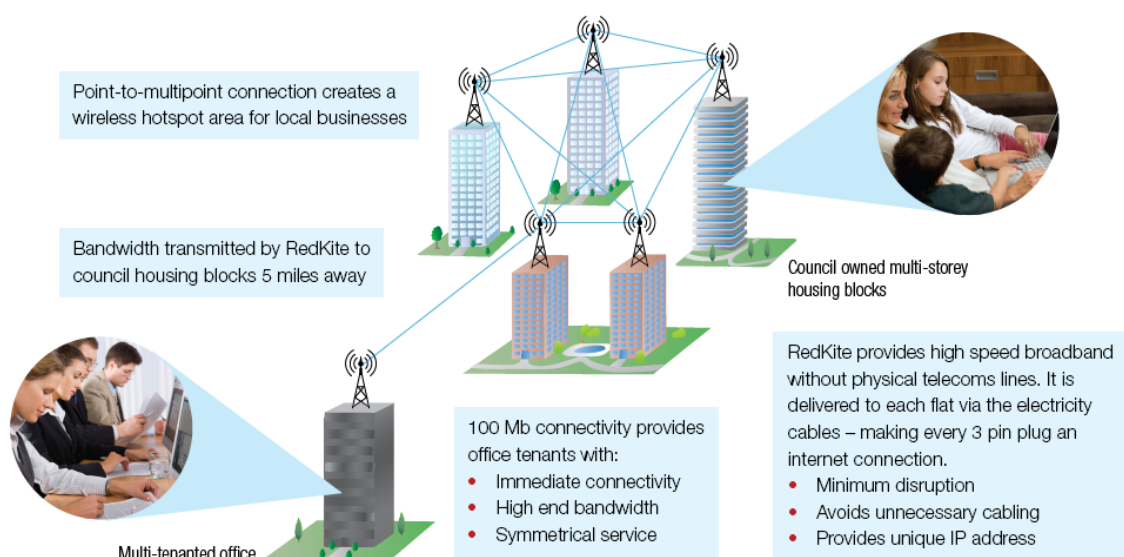 Point-to-multipoint connection creates a
wireless hotspot area for local businesses
Bandwidth transmitted by RedKite to
council housing blocks 5 miles away
Council owned multi-storey
housing blocks
100 Mb connectivity provides
office tenants with:
• Immediate connectivity
• High end bandwidth
• Symmetrical service
RedKite provides high speed broadband
without physical telecoms lines. It is
delivered to each flat via the electricity
cables – making every 3 pin plug an
internet connection.
• Minimum disruption
• Avoids unnecessary cabling
• Provides unique IP address
Multi-tenanted office